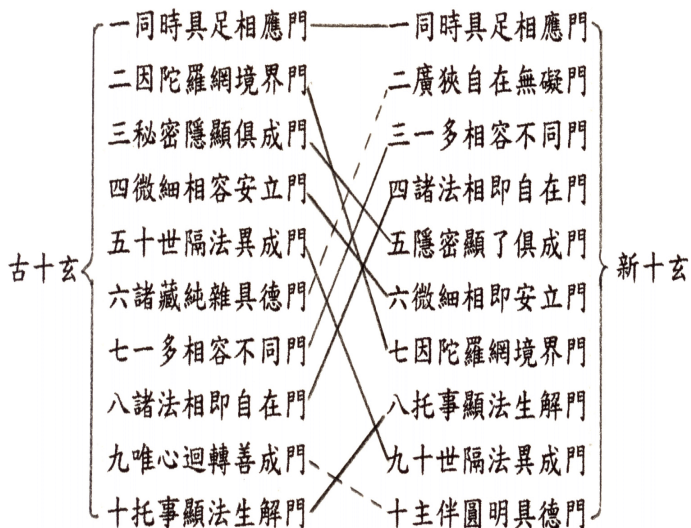 古十玄
一同時具足相應門
二因陀羅網境界門
三秘密隱顯俱成門
四微細相容安立門
五十世隔法異成門
六諸藏純雜具德門
七一多相容不同門
八諸法相即自在門
九唯心迴轉善成門
十托事顯法生解門
一同時具足相應門
二廣狹自在無礙門
三一多相容不同門
四諸法相即自在門
五隱密顯了俱成門
六微細相即安立門
七因陀羅網境界門
八托事顯法生解門
九十世隔法異成門
十主伴圓明具德門
新十玄